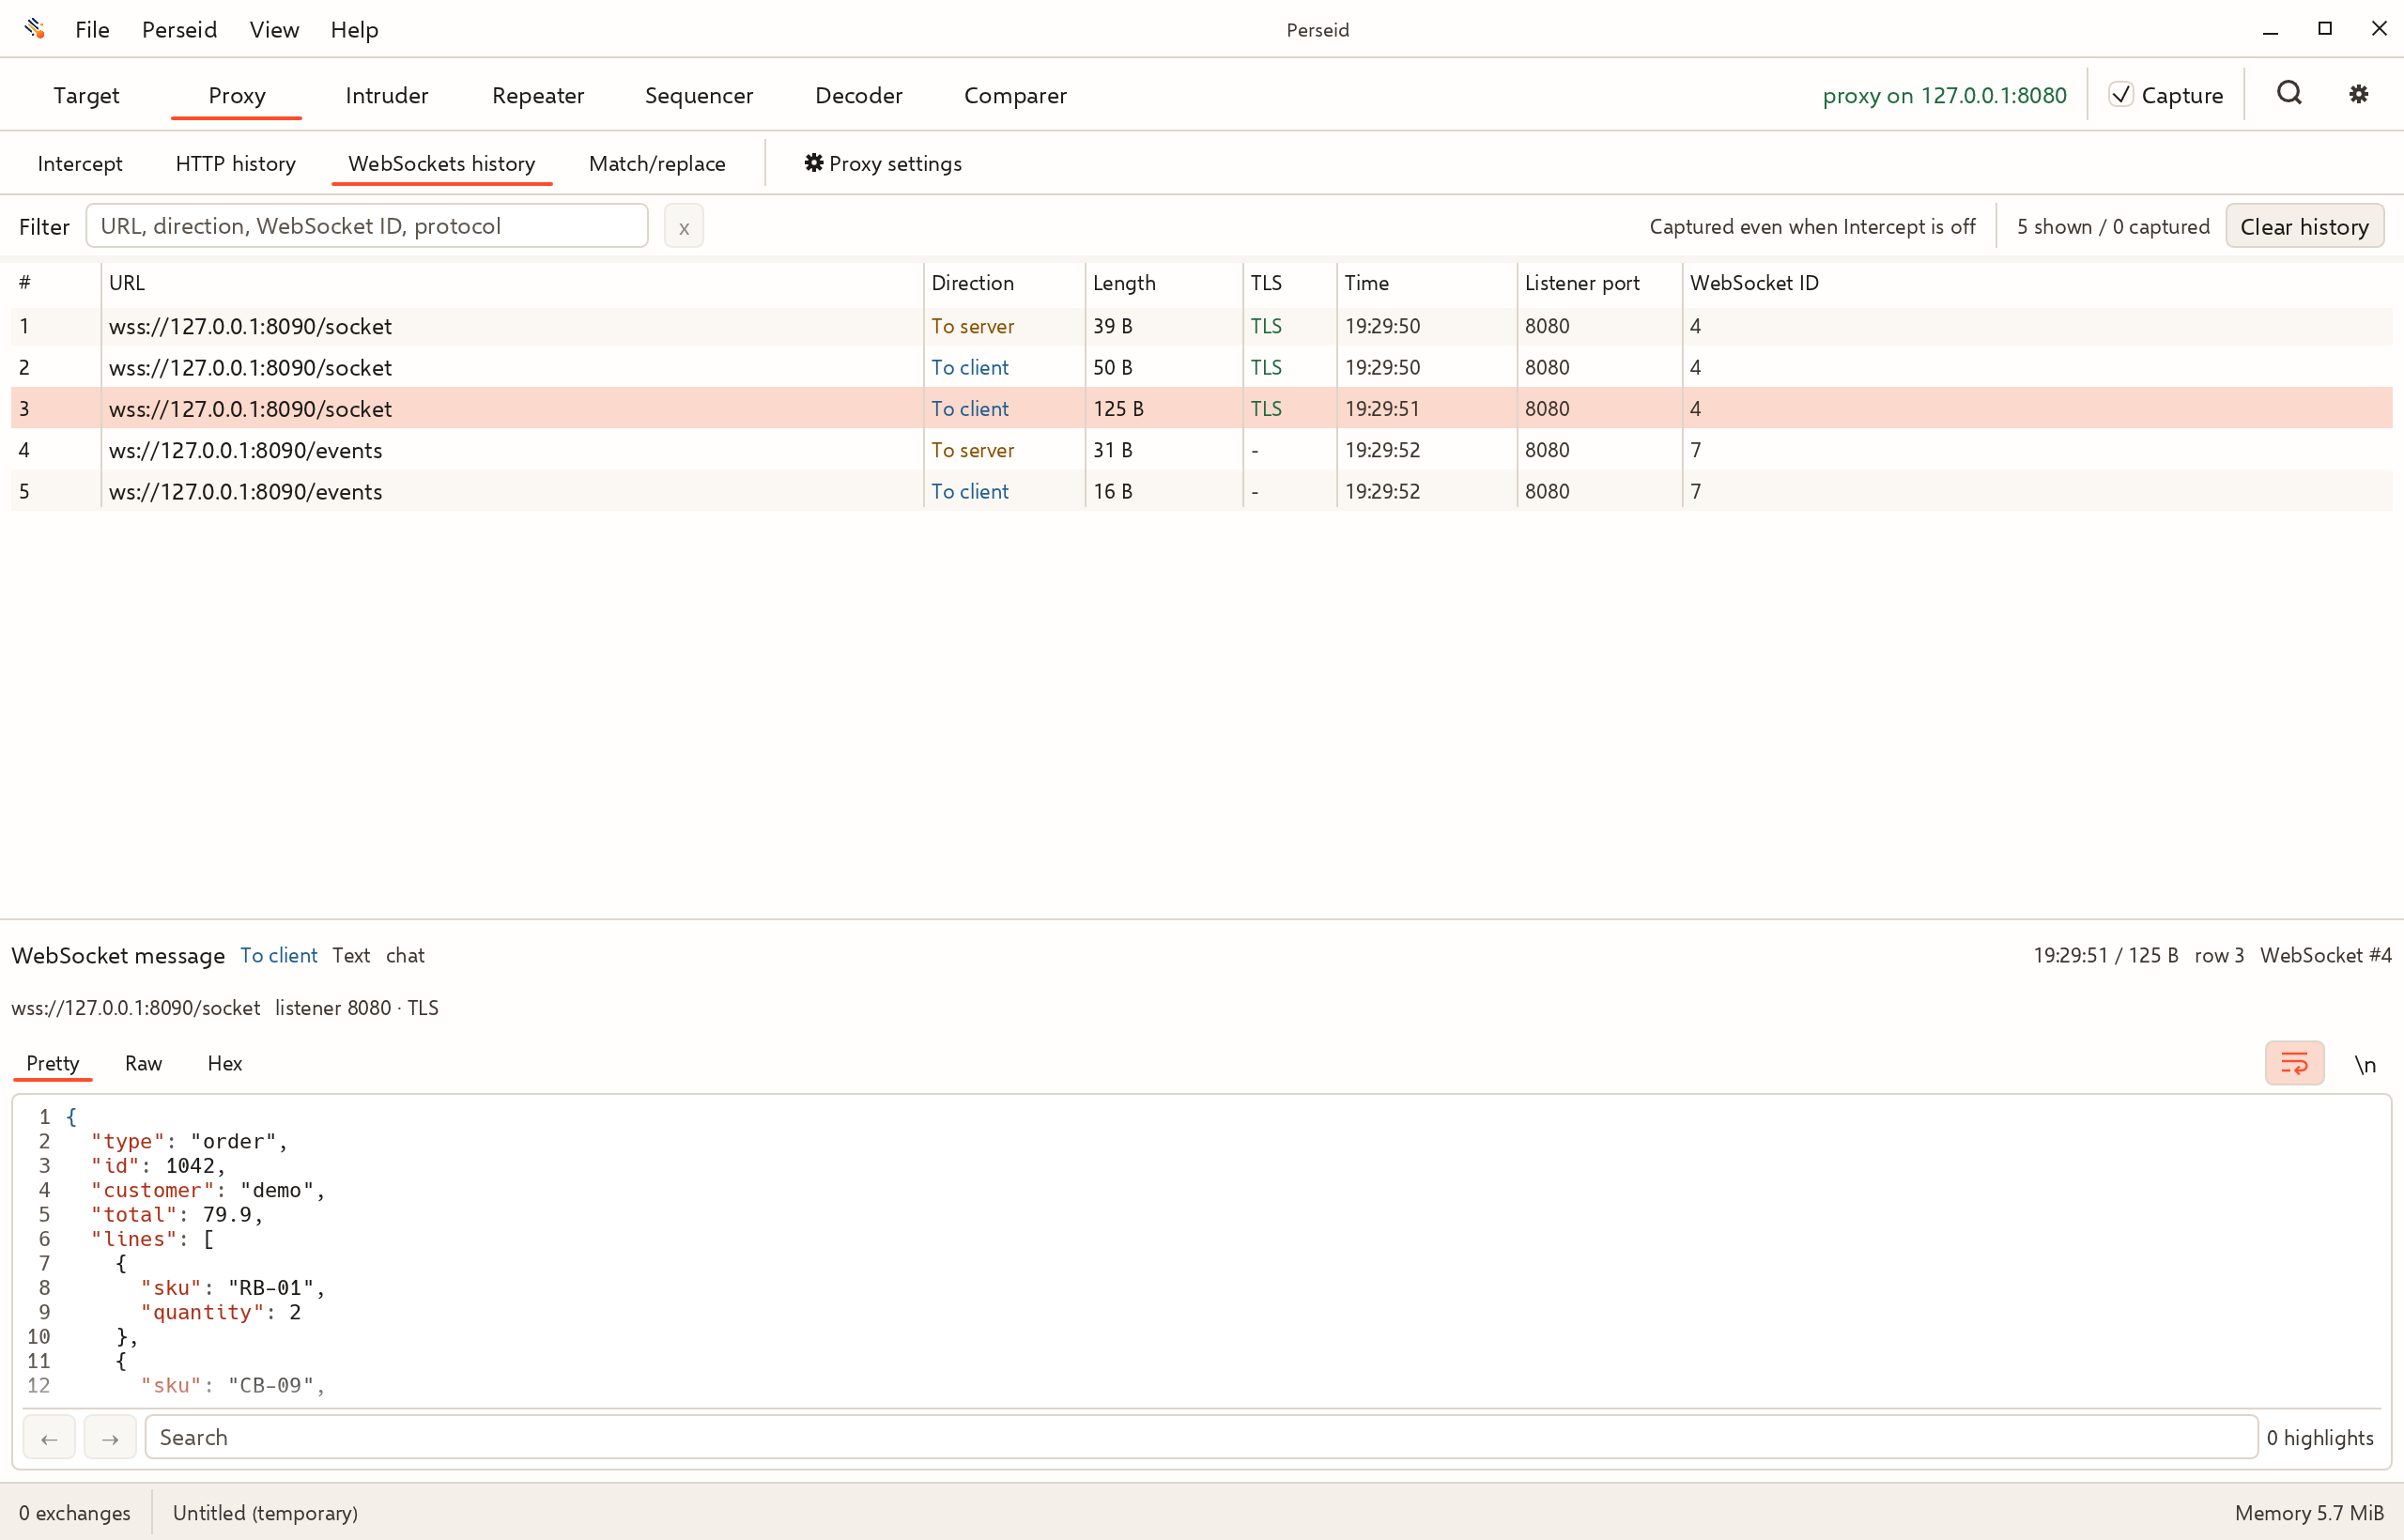 File Perseid View Help Perseid
Target Proxy Intruder Repeater Sequencer Decoder Comparer proxy on 127.0.0.1:8080 Capture
Intercept HTTP history WebSockets history Match/replace Proxy settings
Filter URL, direction, WebSocket ID, protocol x Captured even when Intercept is off 5 shown / 0 captured Clear history
# URL Direction Length TLS Time Listener port WebSocket ID
1 wss://127.0.0.1:8090/socket To server 39 B TLS 19:29:50 8080 4
2 wss://127.0.0.1:8090/socket To client 50 B TLS 19:29:50 8080 4
3 wss://127.0.0.1:8090/socket To client 125 B TLS 19:29:51 8080 4
4 ws://127.0.0.1:8090/events To server 31 B - 19:29:52 8080 7
5 ws://127.0.0.1:8090/events To client 16 B - 19:29:52 8080 7
WebSocket message To client Text chat 19:29:51 / 125 B row 3 WebSocket #4
wss://127.0.0.1:8090/socket listener 8080 · TLS
Pretty Raw Hex \n
1 {
2 "type": "order",
3 "id": 1042,
4 "customer": "demo",
5 "total": 79.9,
6 "lines": [
7 {
8 "sku": "RB-01",
9 "quantity": 2
10 },
11 {
12 "sku": "CB-09",
← → Search 0 highlights
0 exchanges Untitled (temporary) Memory 5.7 MiB